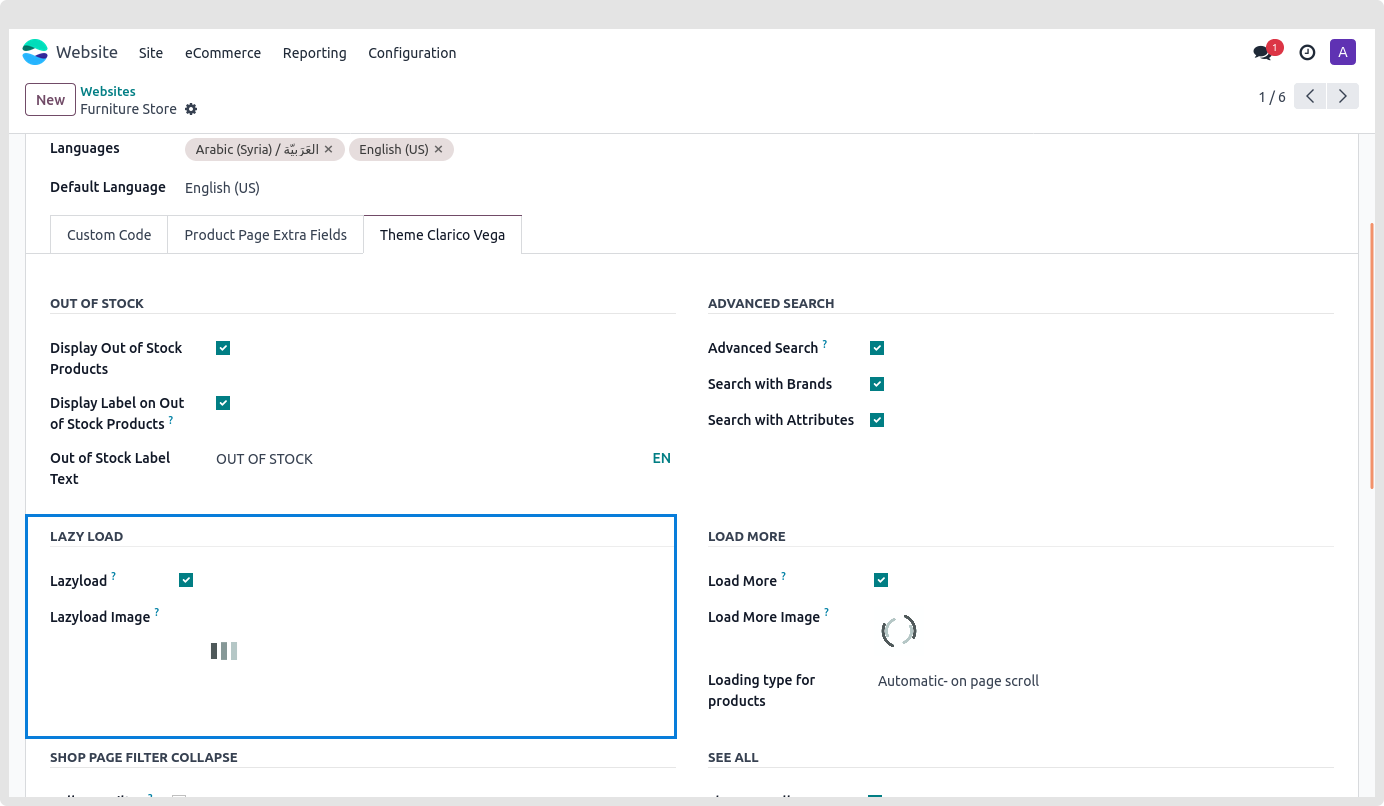 Website Site eCommerce Reporting Configuration 1 A
New Websites
Furniture Store 1 / 6
Languages Arabic (Syria) / العَرَبيّة × English (US) ×
Default Language English (US)
Custom Code Product Page Extra Fields Theme Clarico Vega
OUT OF STOCK
Display Out of Stock
Products
Display Label on Out
of Stock Products ?
Out of Stock Label
Text
OUT OF STOCK EN
ADVANCED SEARCH
Advanced Search ?
Search with Brands
Search with Attributes
LAZY LOAD
Lazyload ?
Lazyload Image ?
LOAD MORE
Load More ?
Load More Image ?
Loading type for
products
Automatic- on page scroll
SHOP PAGE FILTER COLLAPSE
SEE ALL